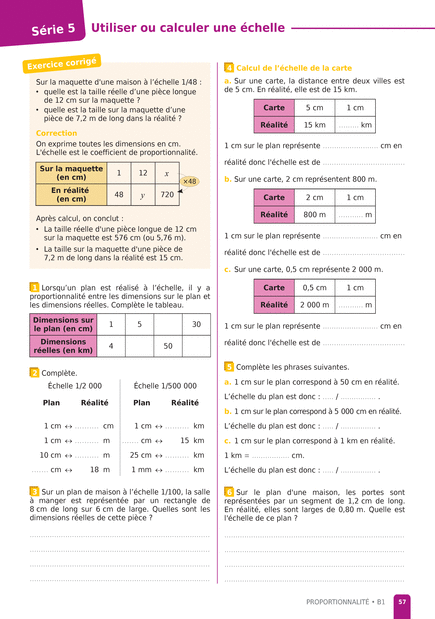 Série 5
Utiliser ou calculer une échelle
Exercice corrigé
Sur la maquette d'une maison à l'échelle 1/48 :
• quelle est la taille réelle d'une pièce longue
de 12 cm sur la maquette ?
• quelle est la taille sur la maquette d'une
pièce de 7,2 m de long dans la réalité ?
Correction
On exprime toutes les dimensions en cm.
L'échelle est le coefficient de proportionnalité.
Sur la maquette (en cm) 1 12 x
En réalité (en cm) 48 y 720
×48
Après calcul, on conclut :
• La taille réelle d'une pièce longue de 12 cm
sur la maquette est 576 cm (ou 5,76 m).
• La taille sur la maquette d'une pièce de
7,2 m de long dans la réalité est 15 cm.
1 Lorsqu'un plan est réalisé à l'échelle, il y a
proportionnalité entre les dimensions sur le plan et
les dimensions réelles. Complète le tableau.
Dimensions sur le plan (en cm) 1 5 30
Dimensions réelles (en km) 4 50
2 Complète.
Échelle 1/2 000
Plan Réalité
1 cm ↔ .......... cm
1 cm ↔ .......... m
10 cm ↔ .......... m
....... cm ↔ 18 m
Échelle 1/500 000
Plan Réalité
1 cm ↔ .......... km
....... cm ↔ 15 km
25 cm ↔ .......... km
1 mm ↔ .......... km
3 Sur un plan de maison à l'échelle 1/100, la salle
à manger est représentée par un rectangle de
8 cm de long sur 6 cm de large. Quelles sont les
dimensions réelles de cette pièce ?
4 Calcul de l'échelle de la carte
a. Sur une carte, la distance entre deux villes est
de 5 cm. En réalité, elle est de 15 km.
Carte 5 cm 1 cm
Réalité 15 km ........ km
1 cm sur le plan représente ........................ cm en
réalité donc l'échelle est de ...................................
b. Sur une carte, 2 cm représentent 800 m.
Carte 2 cm 1 cm
Réalité 800 m ........... m
1 cm sur le plan représente ........................ cm en
réalité donc l'échelle est de ...................................
c. Sur une carte, 0,5 cm représente 2 000 m.
Carte 0,5 cm 1 cm
Réalité 2 000 m ........... m
1 cm sur le plan représente ........................ cm en
réalité donc l'échelle est de ...................................
5 Complète les phrases suivantes.
a. 1 cm sur le plan correspond à 50 cm en réalité.
L'échelle du plan est donc : ..... / ............... .
b. 1 cm sur le plan correspond à 5 000 cm en réalité.
L'échelle du plan est donc : ..... / ............... .
c. 1 cm sur le plan correspond à 1 km en réalité.
1 km = ................ cm.
L'échelle du plan est donc : ..... / ............... .
6 Sur le plan d'une maison, les portes sont
représentées par un segment de 1,2 cm de long.
En réalité, elles sont larges de 0,80 m. Quelle est
l'échelle de ce plan ?
PROPORTIONNALITÉ • B1 57